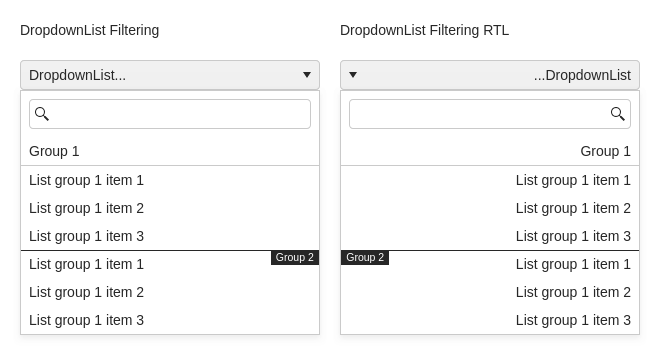 DropdownList Filtering
DropdownList...
Group 1
List group 1 item 1
List group 1 item 2
List group 1 item 3
Group 2
List group 1 item 1
List group 1 item 2
List group 1 item 3
DropdownList Filtering RTL
...DropdownList
Group 1
List group 1 item 1
List group 1 item 2
List group 1 item 3
Group 2
List group 1 item 1
List group 1 item 2
List group 1 item 3